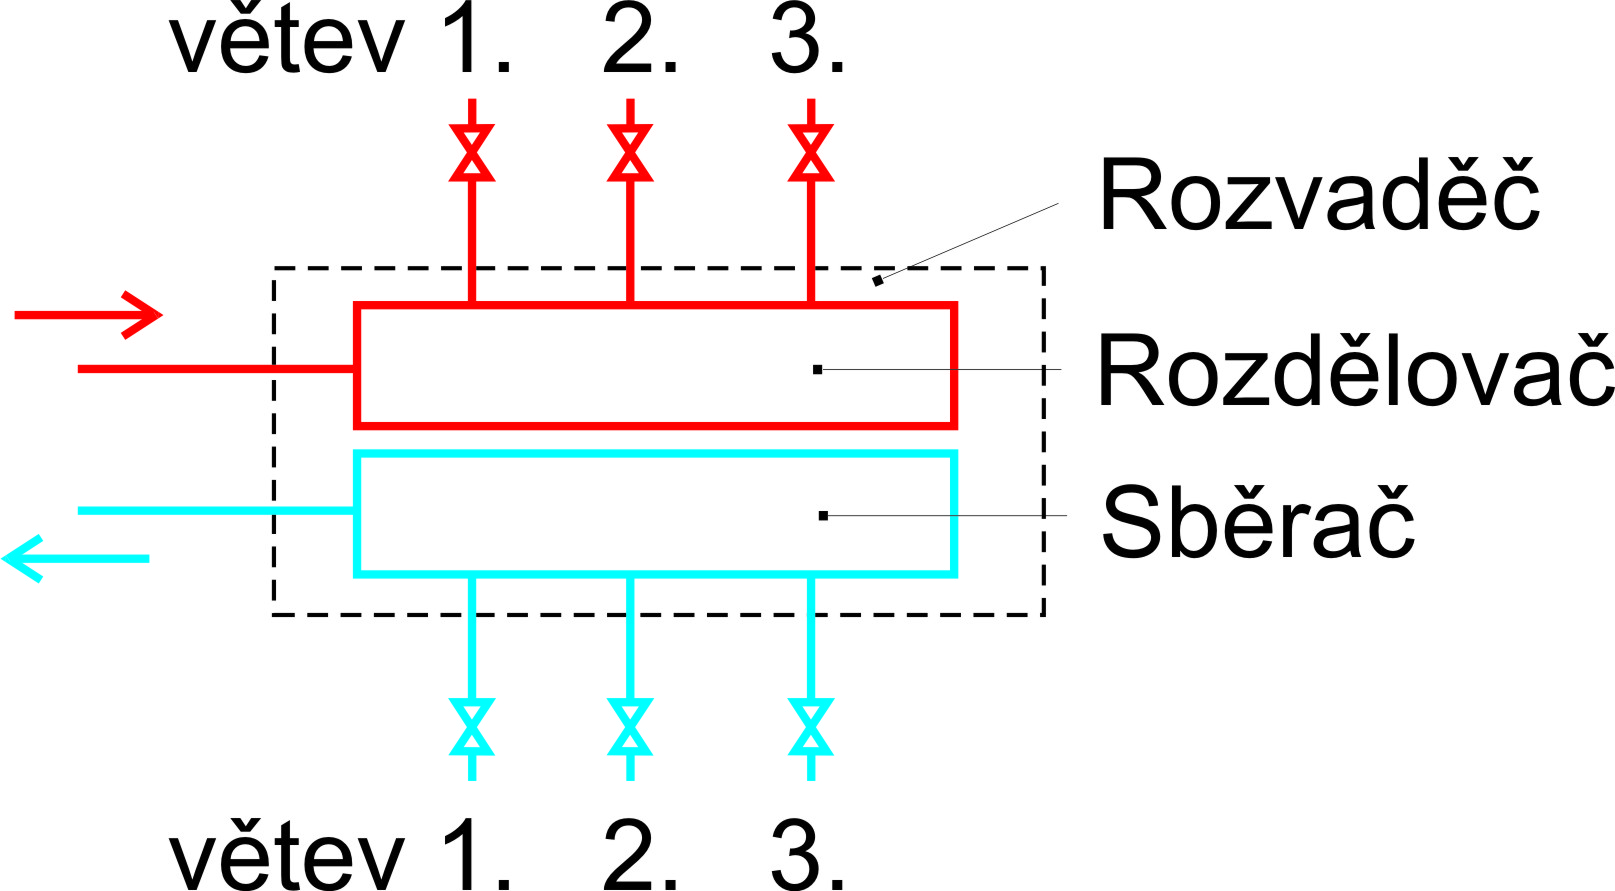 větev 1. 2. 3.
Rozvaděč
Rozdělovač
Sběrač
větev 1. 2. 3.